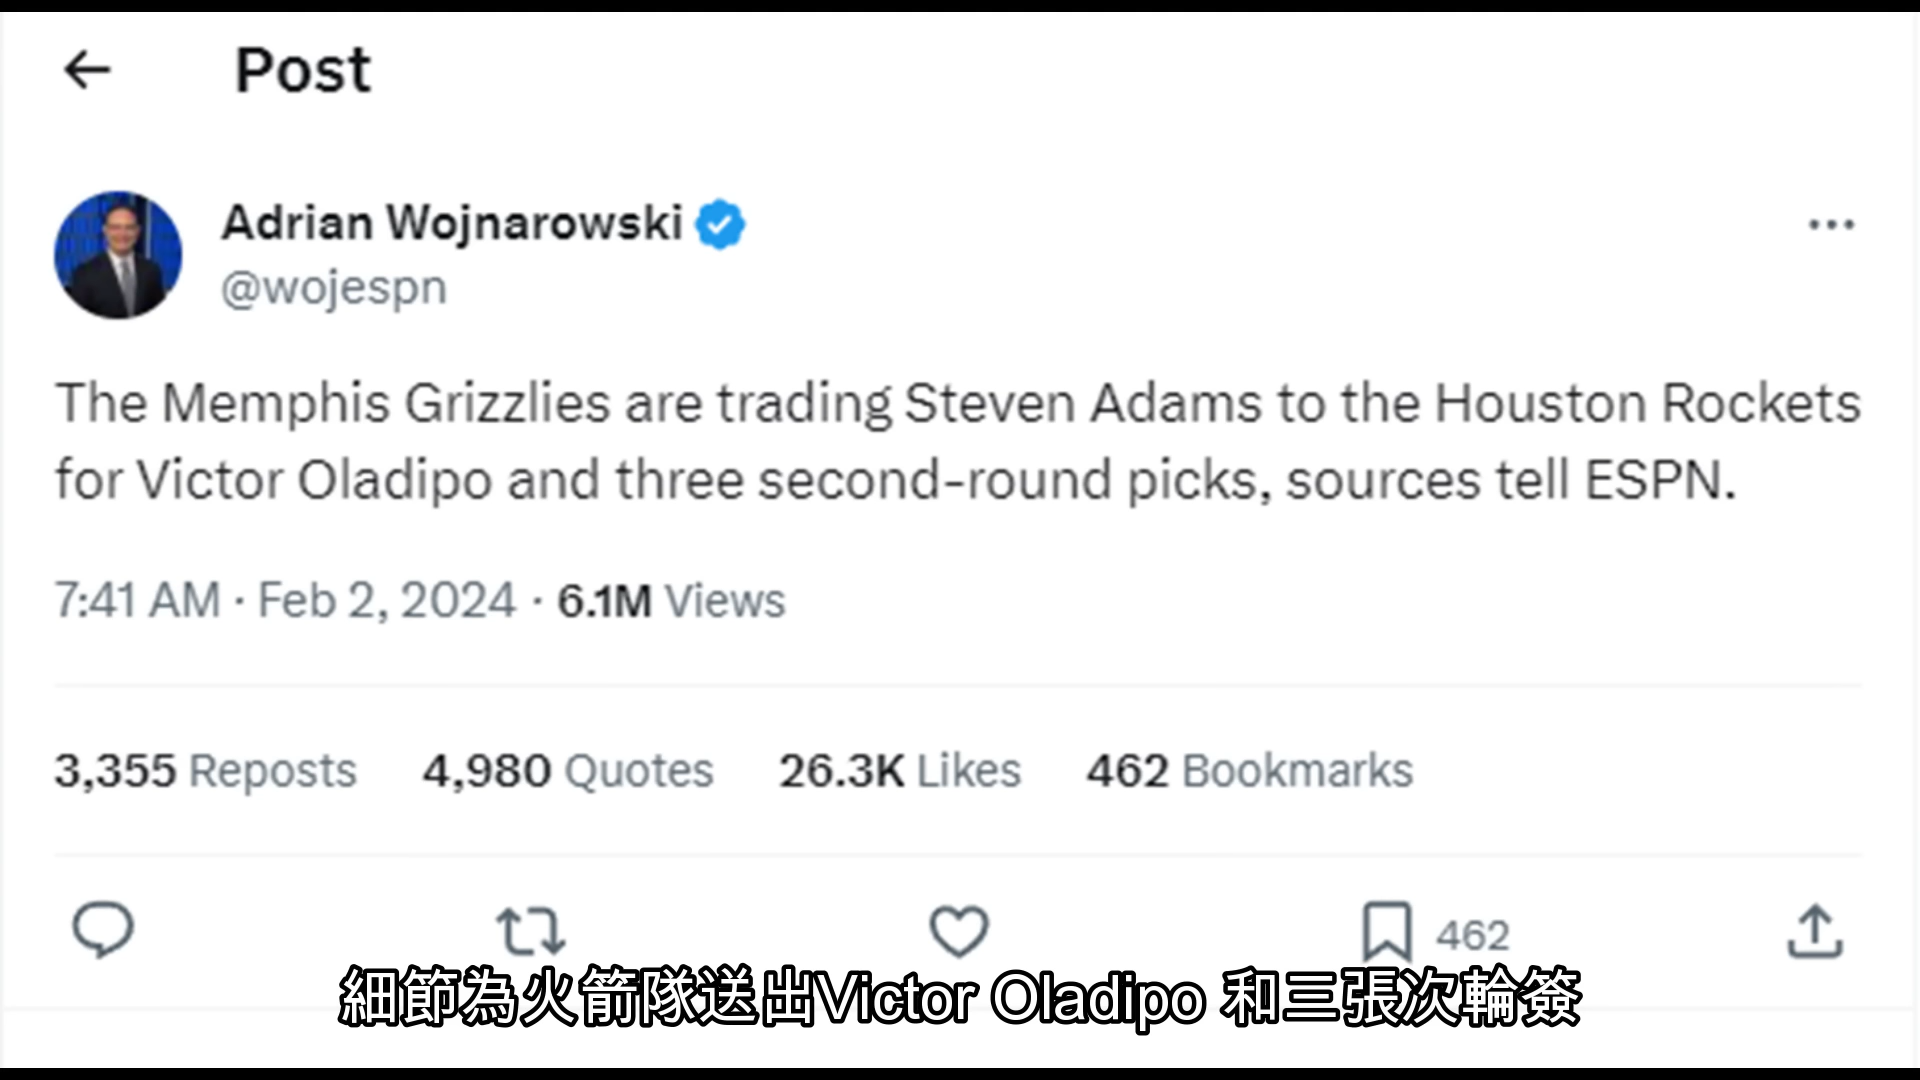 Post
Adrian Wojnarowski
@wojespn
The Memphis Grizzlies are trading Steven Adams to the Houston Rockets
for Victor Oladipo and three second-round picks, sources tell ESPN.
7:41 AM · Feb 2, 2024 · 6.1M Views
3,355 Reposts 4,980 Quotes 26.3K Likes 462 Bookmarks
462
細節為火箭隊送出Victor Oladipo 和三張次輪簽